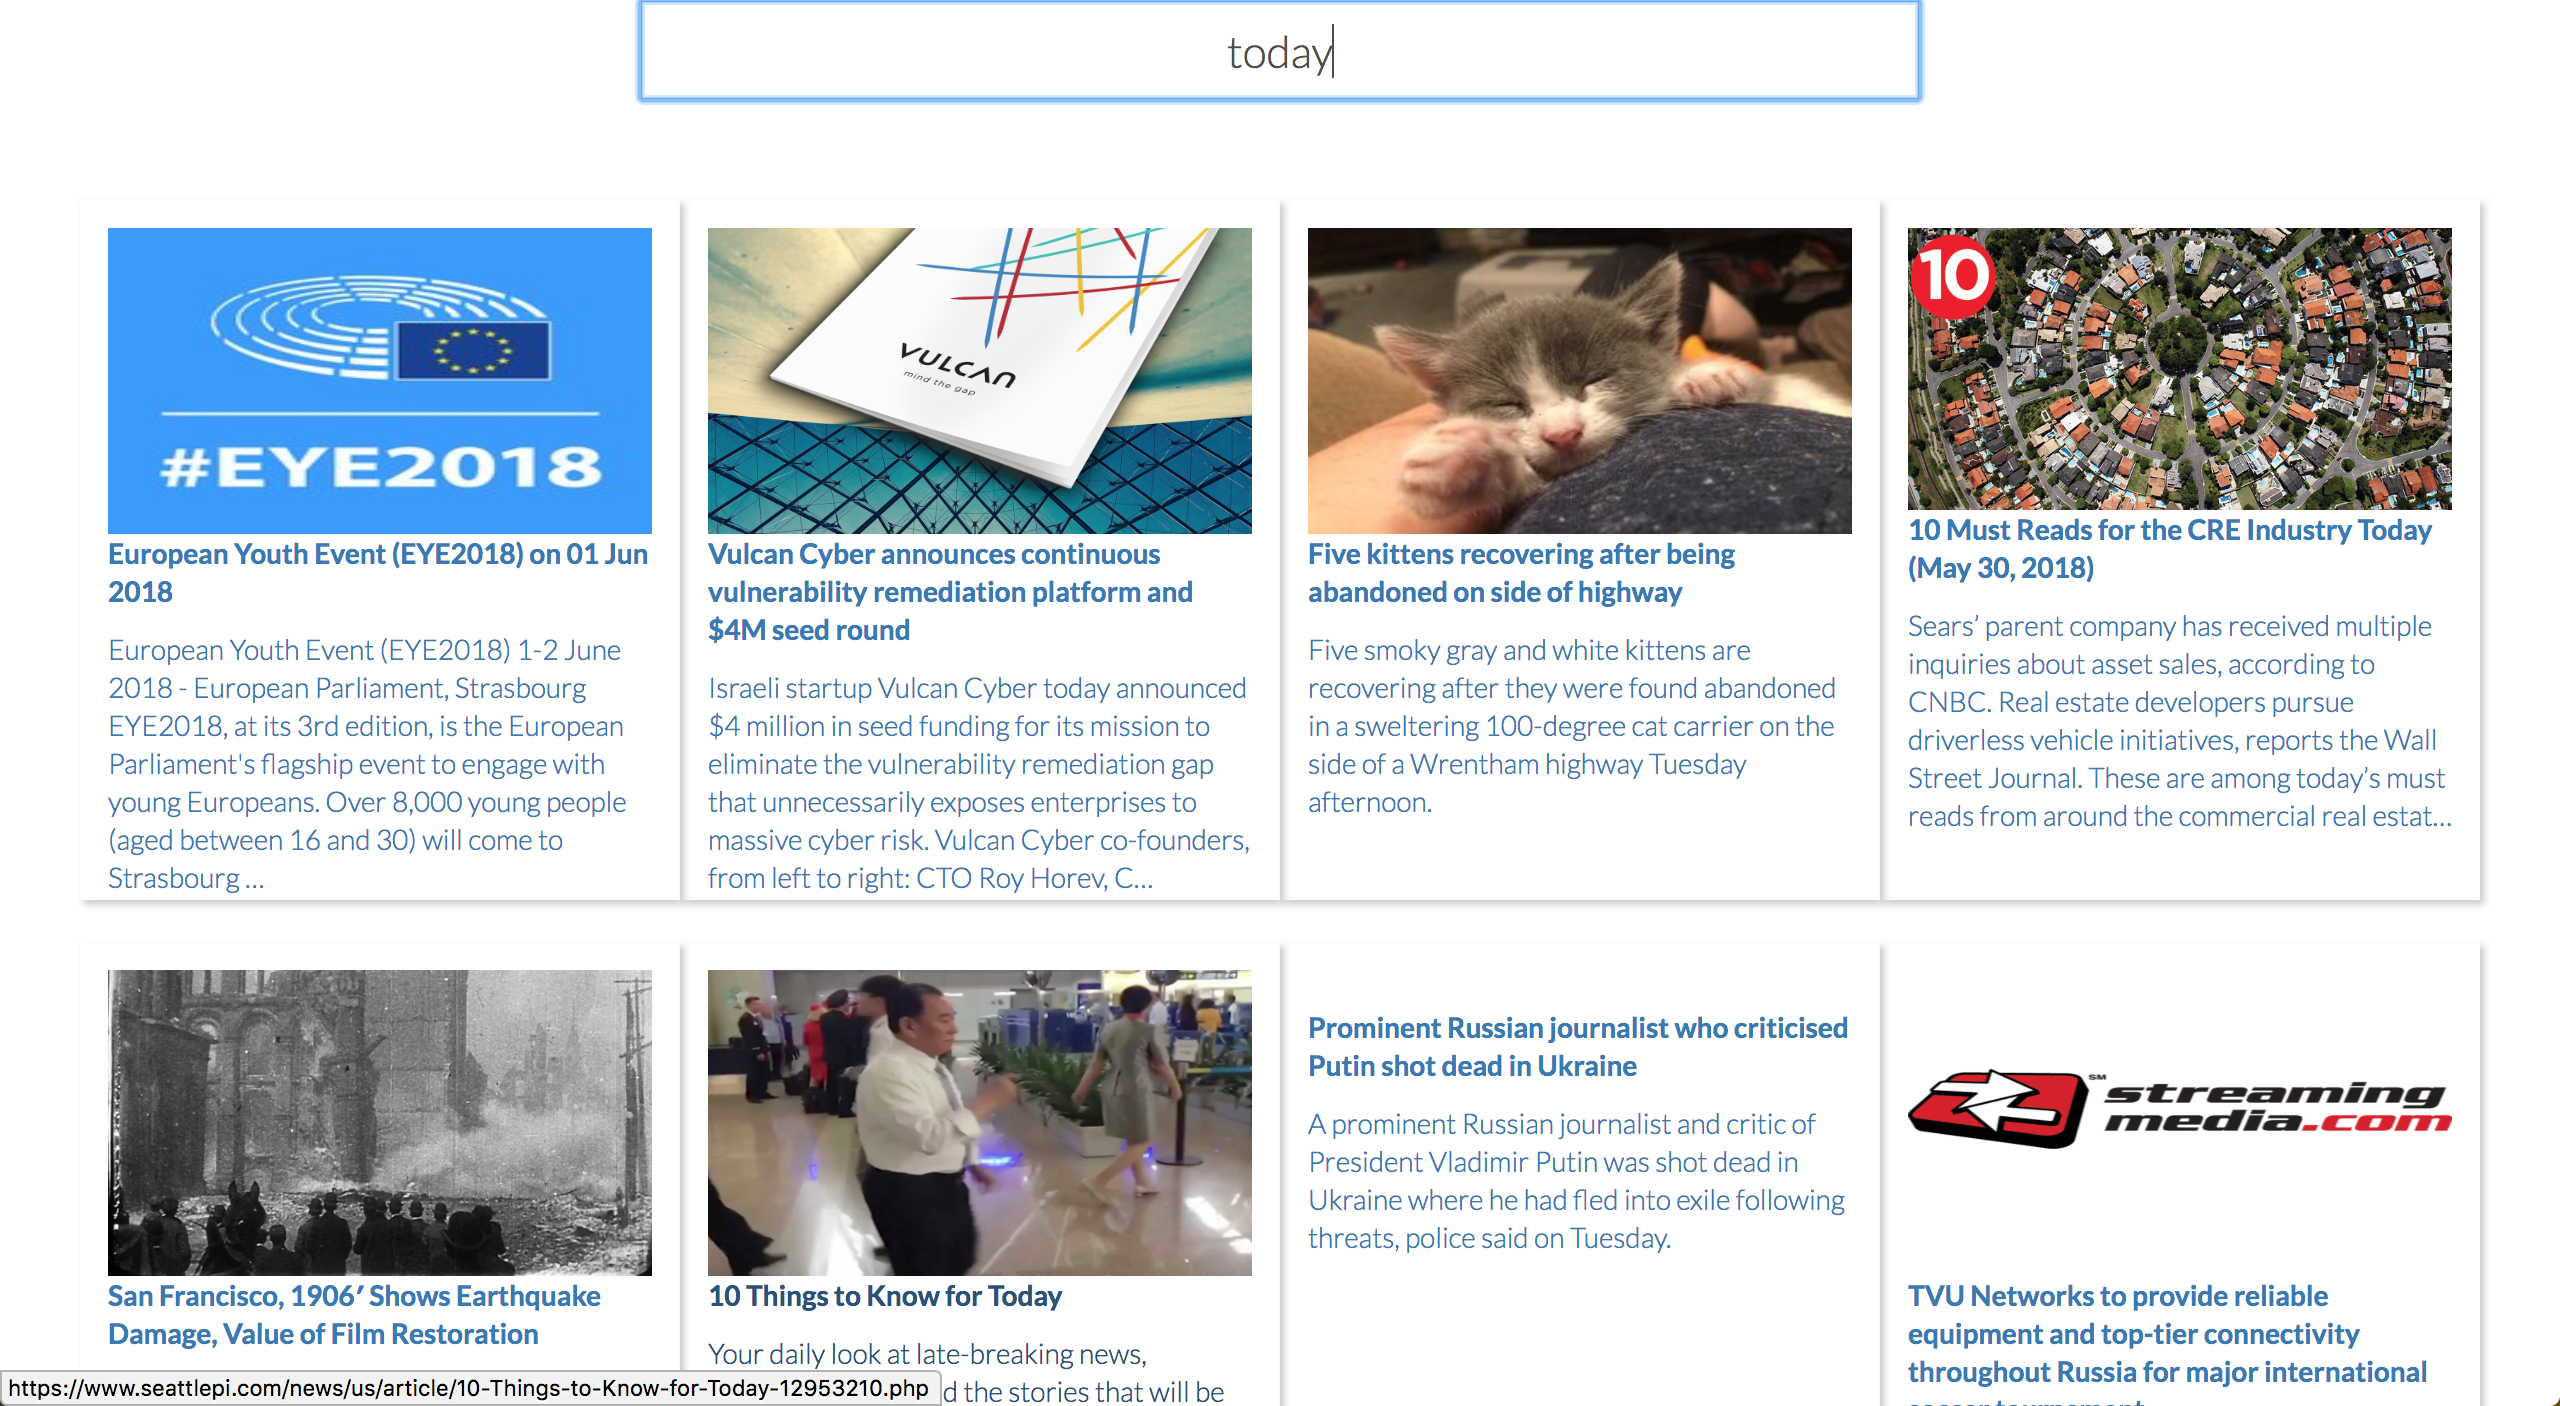 today
#EYE2018
European Youth Event (EYE2018) on 01 Jun
2018
European Youth Event (EYE2018) 1-2 June
2018 - European Parliament, Strasbourg
EYE2018, at its 3rd edition, is the European
Parliament's flagship event to engage with
young Europeans. Over 8,000 young people
(aged between 16 and 30) will come to
Strasbourg ...
VULCAN
mind the gap
Vulcan Cyber announces continuous
vulnerability remediation platform and
$4M seed round
Israeli startup Vulcan Cyber today announced
$4 million in seed funding for its mission to
eliminate the vulnerability remediation gap
that unnecessarily exposes enterprises to
massive cyber risk. Vulcan Cyber co-founders,
from left to right: CTO Roy Horev, C...
Five kittens recovering after being
abandoned on side of highway
Five smoky gray and white kittens are
recovering after they were found abandoned
in a sweltering 100-degree cat carrier on the
side of a Wrentham highway Tuesday
afternoon.
10
10 Must Reads for the CRE Industry Today
(May 30, 2018)
Sears’ parent company has received multiple
inquiries about asset sales, according to
CNBC. Real estate developers pursue
driverless vehicle initiatives, reports the Wall
Street Journal. These are among today’s must
reads from around the commercial real estat...
San Francisco, 1906′ Shows Earthquake
Damage, Value of Film Restoration
10 Things to Know for Today
Your daily look at late-breaking news,
d the stories that will be
Prominent Russian journalist who criticised
Putin shot dead in Ukraine
A prominent Russian journalist and critic of
President Vladimir Putin was shot dead in
Ukraine where he had fled into exile following
threats, police said on Tuesday.
streaming SM
media.com
TVU Networks to provide reliable
equipment and top-tier connectivity
throughout Russia for major international
https://www.seattlepi.com/news/us/article/10-Things-to-Know-for-Today-12953210.php